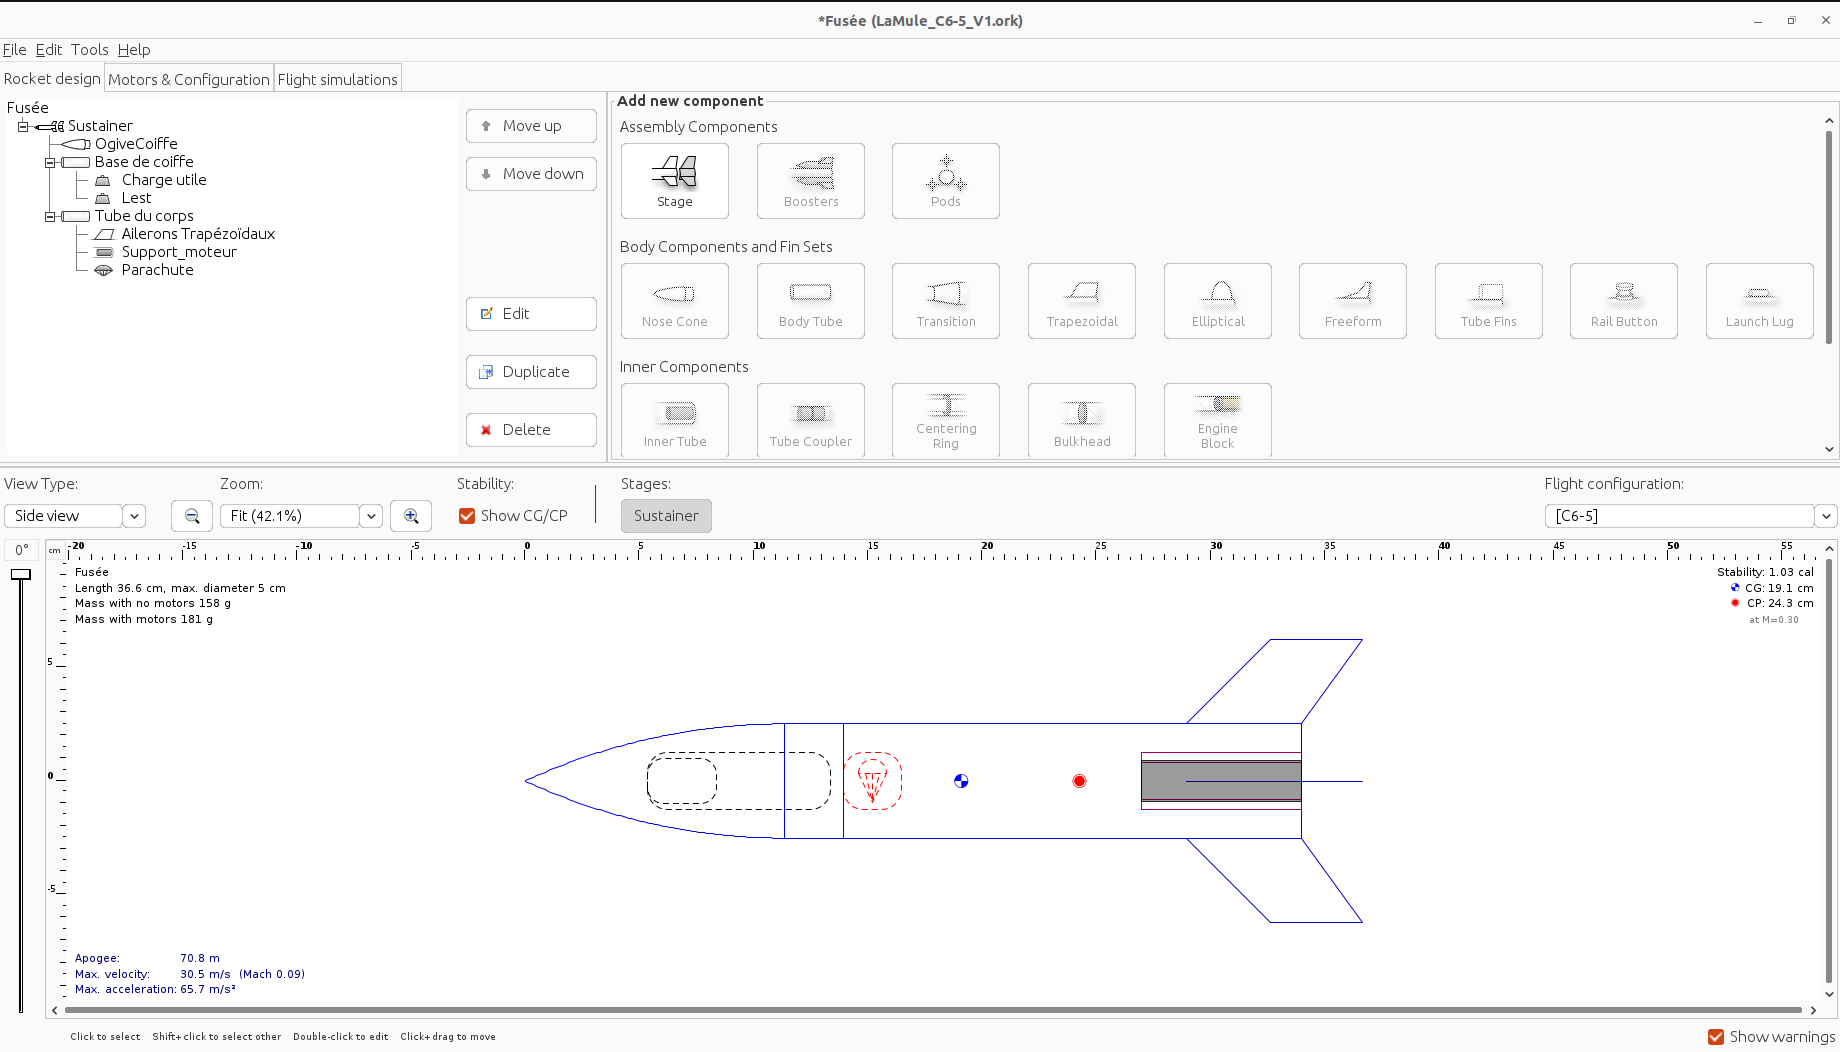 *Fusée (LaMule_C6-5_V1.ork)
File Edit Tools Help
Rocket design Motors & Configuration Flight simulations
Fusée
Sustainer
OgiveCoiffe
Base de coiffe
Charge utile
Lest
Tube du corps
Ailerons Trapézoïdaux
Support_moteur
Parachute
Move up
Move down
Edit
Duplicate
Delete
Add new component
Assembly Components
Stage Boosters Pods
Body Components and Fin Sets
Nose Cone Body Tube Transition Trapezoidal Elliptical Freeform Tube Fins Rail Button Launch Lug
Inner Components
Inner Tube Tube Coupler Centering Ring Bulkhead Engine Block
View Type: Zoom: Stability: Stages: Flight configuration:
Side view Fit (42.1%) Show CG/CP Sustainer [C6-5]
0° cm -20 -15 -10 -5 0 5 10 15 20 25 30 35 40 45 50 55
Fusée
Length 36.6 cm, max. diameter 5 cm
Mass with no motors 158 g
Mass with motors 181 g
Stability: 1.03 cal
CG: 19.1 cm
CP: 24.3 cm
at M=0.30
5
0
-5
Apogee: 70.8 m
Max. velocity: 30.5 m/s (Mach 0.09)
Max. acceleration: 65.7 m/s²
Click to select Shift+click to select other Double-click to edit Click+drag to move
Show warnings